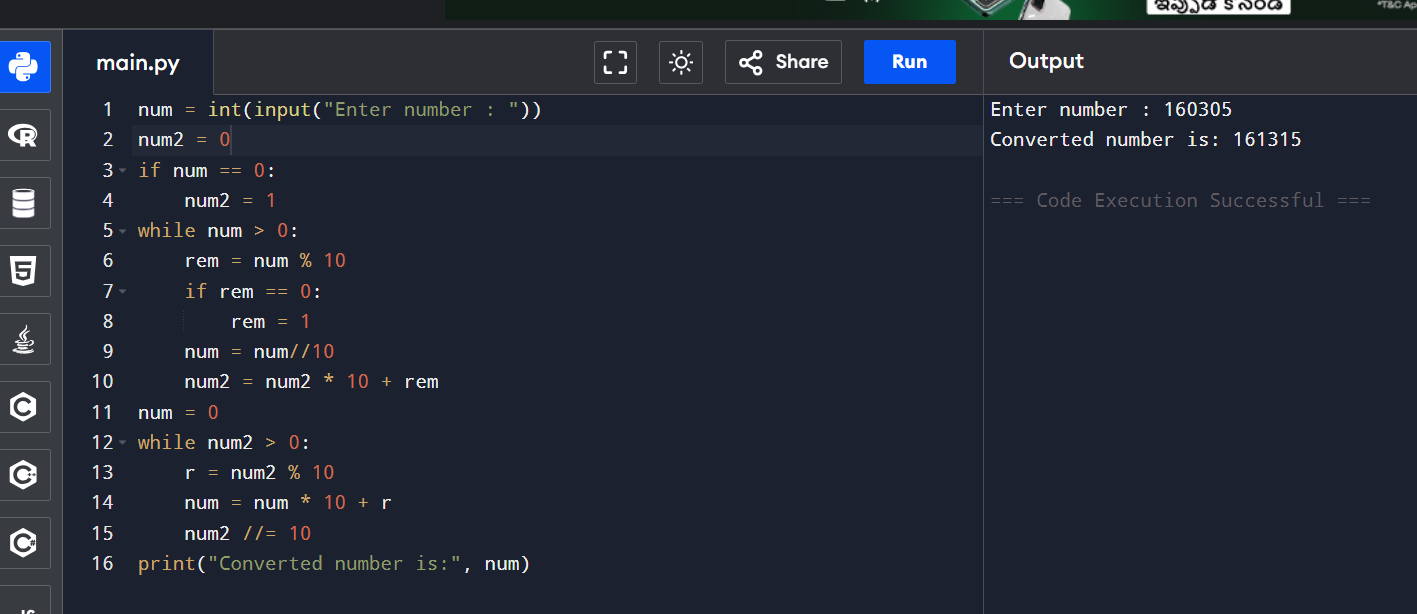 *T&C Ap
main.py
Share
Run
Output
1 num = int(input("Enter number : "))
2 num2 = 0
3 if num == 0:
4     num2 = 1
5 while num > 0:
6     rem = num % 10
7     if rem == 0:
8         rem = 1
9     num = num//10
10     num2 = num2 * 10 + rem
11 num = 0
12 while num2 > 0:
13     r = num2 % 10
14     num = num * 10 + r
15     num2 //= 10
16 print("Converted number is:", num)
Enter number : 160305
Converted number is: 161315
=== Code Execution Successful ===